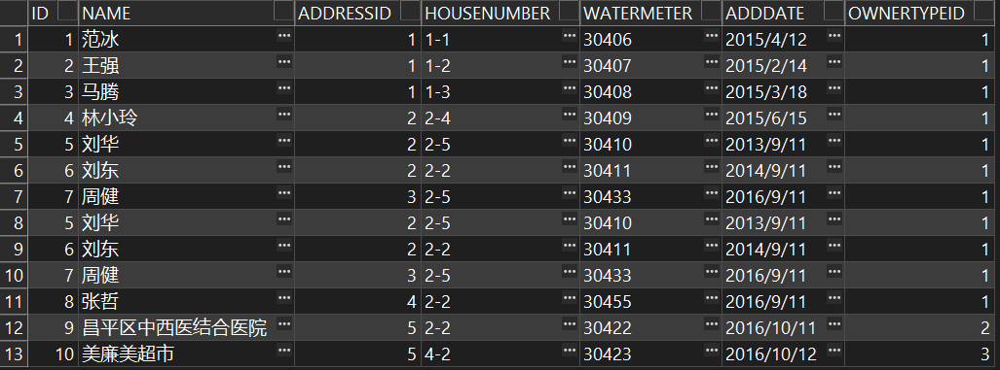 ID NAME ADDRESSID HOUSENUMBER WATERMETER ADDDATE OWNERTYPEID
1 1 范冰 ... 1 1-1 ... 30406 ... 2015/4/12 ... 1
2 2 王强 ... 1 1-2 ... 30407 ... 2015/2/14 ... 1
3 3 马腾 ... 1 1-3 ... 30408 ... 2015/3/18 ... 1
4 4 林小玲 ... 2 2-4 ... 30409 ... 2015/6/15 ... 1
5 5 刘华 ... 2 2-5 ... 30410 ... 2013/9/11 ... 1
6 6 刘东 ... 2 2-2 ... 30411 ... 2014/9/11 ... 1
7 7 周健 ... 3 2-5 ... 30433 ... 2016/9/11 ... 1
8 5 刘华 ... 2 2-5 ... 30410 ... 2013/9/11 ... 1
9 6 刘东 ... 2 2-2 ... 30411 ... 2014/9/11 ... 1
10 7 周健 ... 3 2-5 ... 30433 ... 2016/9/11 ... 1
11 8 张哲 ... 4 2-2 ... 30455 ... 2016/9/11 ... 1
12 9 昌平区中西医结合医院 ... 5 2-2 ... 30422 ... 2016/10/11 ... 2
13 10 美廉美超市 ... 5 4-2 ... 30423 ... 2016/10/12 ... 3